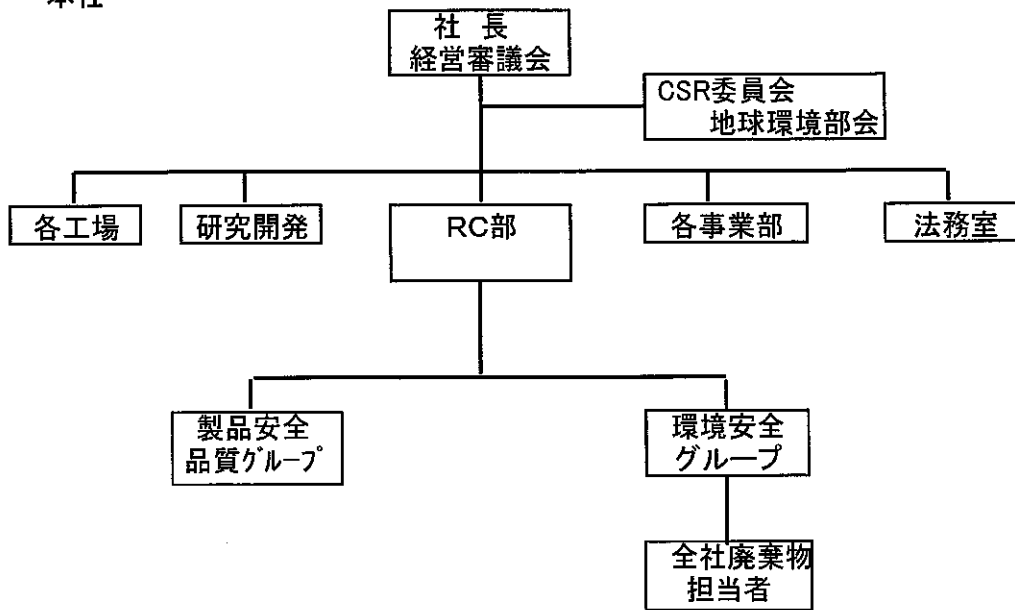 本社
社 長
経営審議会
CSR委員会
地球環境部会
各工場
研究開発
RC部
各事業部
法務室
製品安全
品質ｸﾞﾙｰﾌﾟ
環境安全
グループ
全社廃棄物
担当者